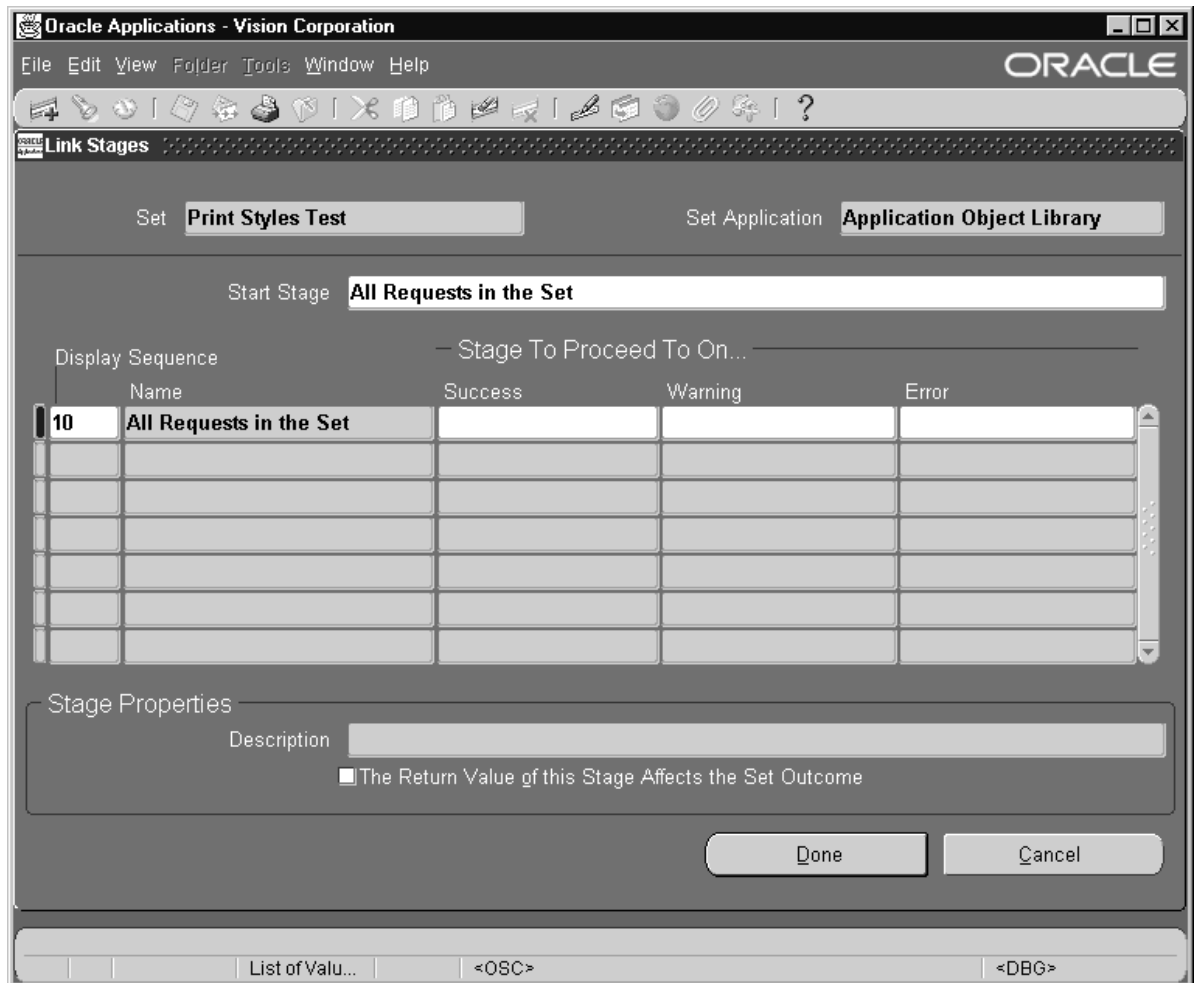 Oracle Applications - Vision Corporation
File Edit View Folder Tools Window Help
ORACLE
Link Stages
Set Print Styles Test Set Application Application Object Library
Start Stage All Requests in the Set
Display Sequence Stage To Proceed To On...
Name Success Warning Error
10 All Requests in the Set
Stage Properties
Description
The Return Value of this Stage Affects the Set Outcome
Done Cancel
List of Valu... <OSC> <DBG>